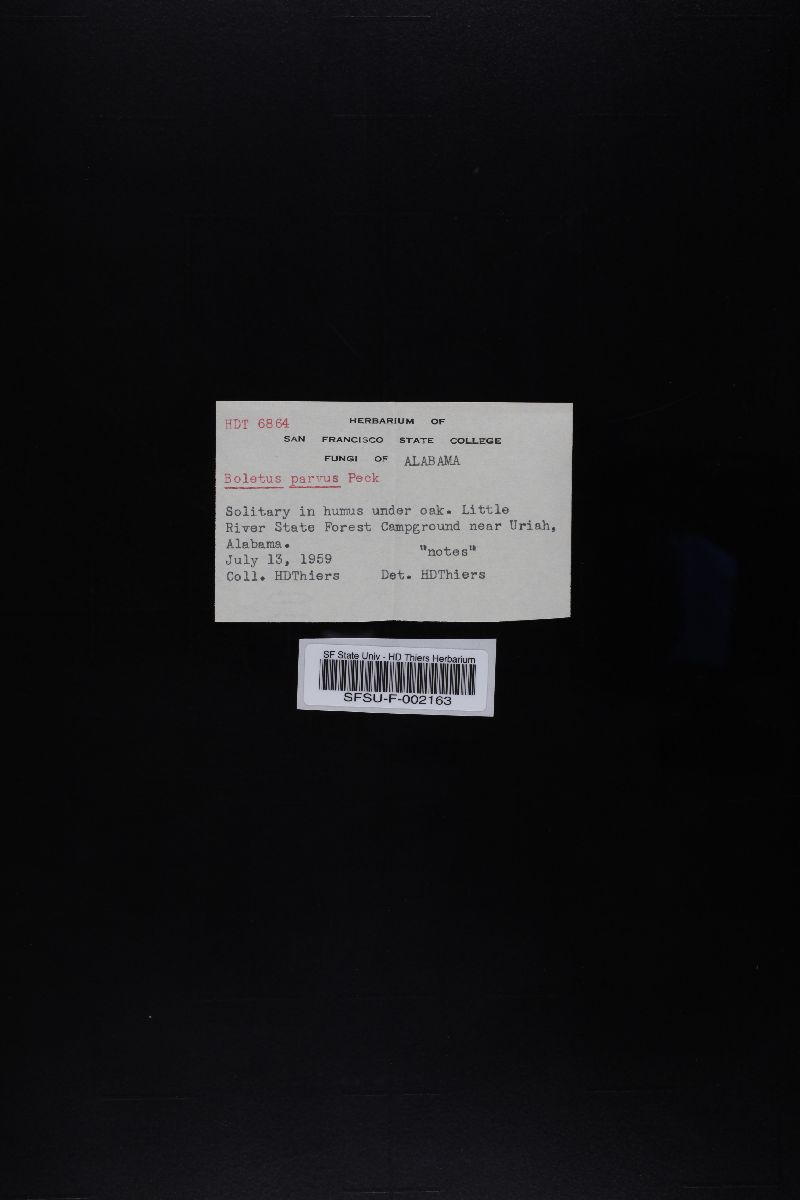 HDT 6864 HERBARIUM OF
SAN FRANCISCO STATE COLLEGE
FUNGI OF ALABAMA
Boletus parvus Peck
Solitary in humus under oak. Little
River State Forest Campground near Uriah,
Alabama.
"notes"
July 13, 1959
Coll. HDThiers Det. HDThiers
SF State Univ - HD Thiers Herbarium
SFSU-F-002163